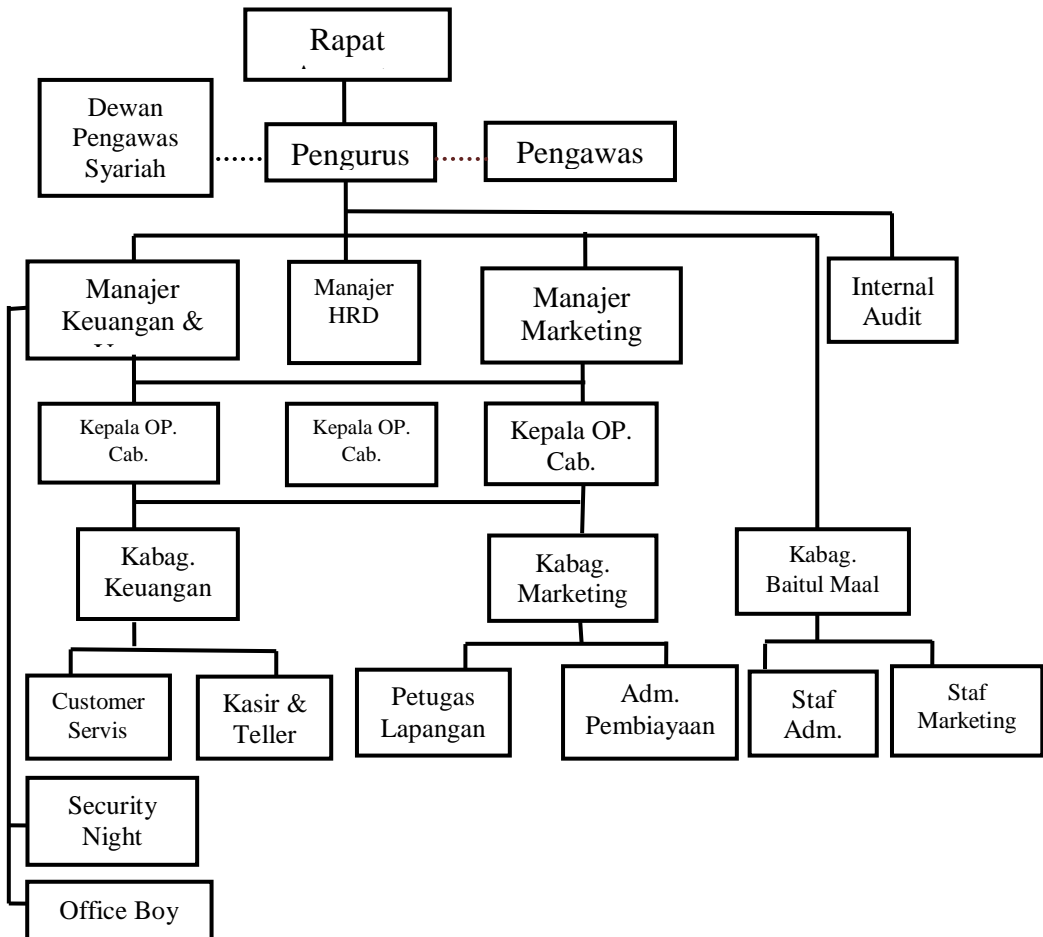 Rapat
Dewan
Pengawas
Syariah
Pengurus
Pengawas
Manajer
Keuangan &
Manajer
HRD
Manajer
Marketing
Internal
Audit
Kepala OP.
Cab.
Kepala OP.
Cab.
Kepala OP.
Cab.
Kabag.
Keuangan
Kabag.
Marketing
Kabag.
Baitul Maal
Customer
Servis
Kasir &
Teller
Petugas
Lapangan
Adm.
Pembiayaan
Staf
Adm.
Staf
Marketing
Security
Night
Office Boy